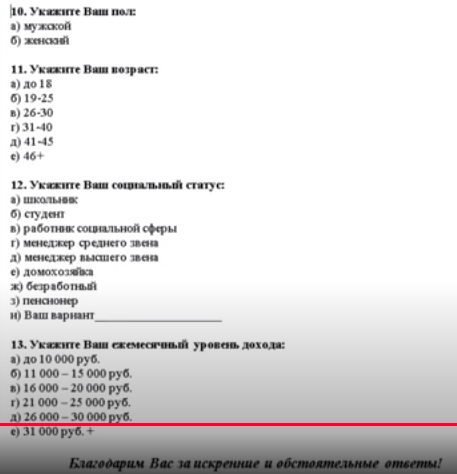 10. Укажите Ваш пол:
а) мужской
б) женский
11. Укажите Ваш возраст:
а) до 18
б) 19-25
в) 26-30
г) 31-40
д) 41-45
е) 46+
12. Укажите Ваш социальный статус:
а) школьник
б) студент
в) работник социальной сферы
г) менеджер среднего звена
д) менеджер высшего звена
е) домохозяйка
ж) безработный
з) пенсионер
и) Ваш вариант____________________
13. Укажите Ваш ежемесячный уровень дохода:
а) до 10 000 руб.
б) 11 000 – 15 000 руб.
в) 16 000 – 20 000 руб.
г) 21 000 – 25 000 руб.
д) 26 000 – 30 000 руб.
е) 31 000 руб. +
Благодарим Вас за искренние и обстоятельные ответы!